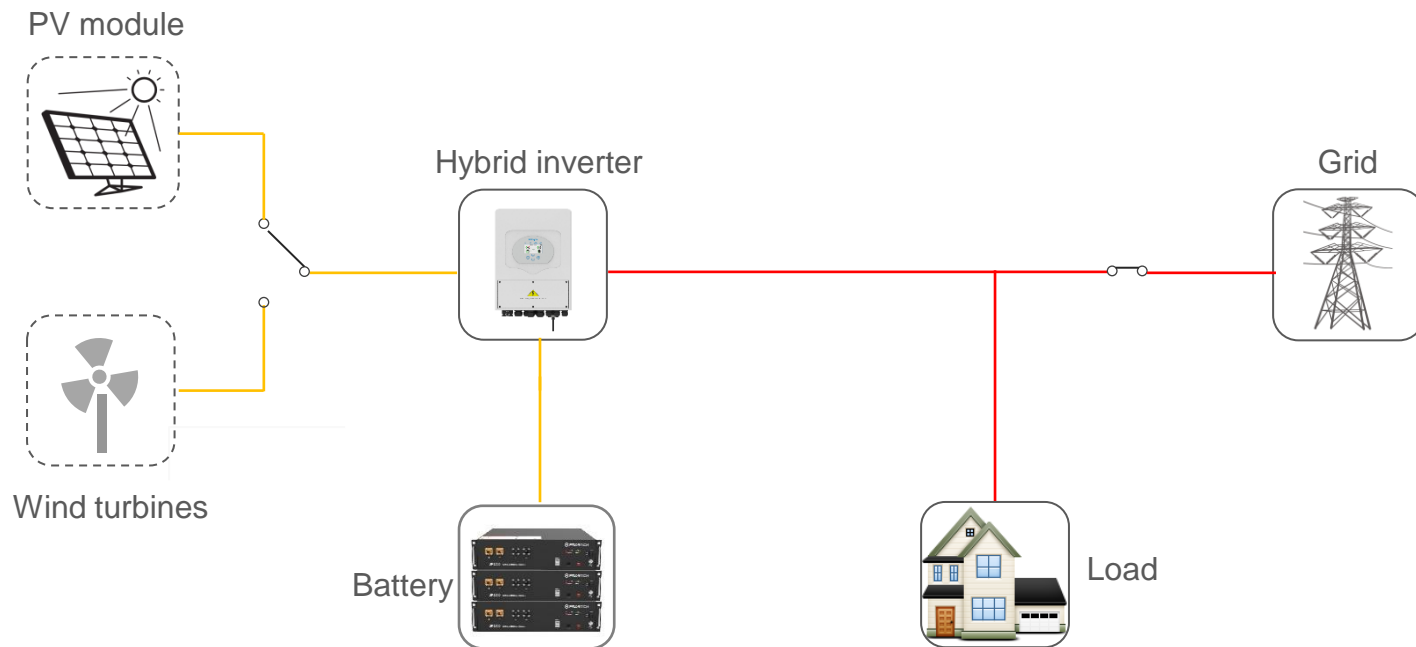 PV module
Hybrid inverter
Grid
Wind turbines
Battery
Load